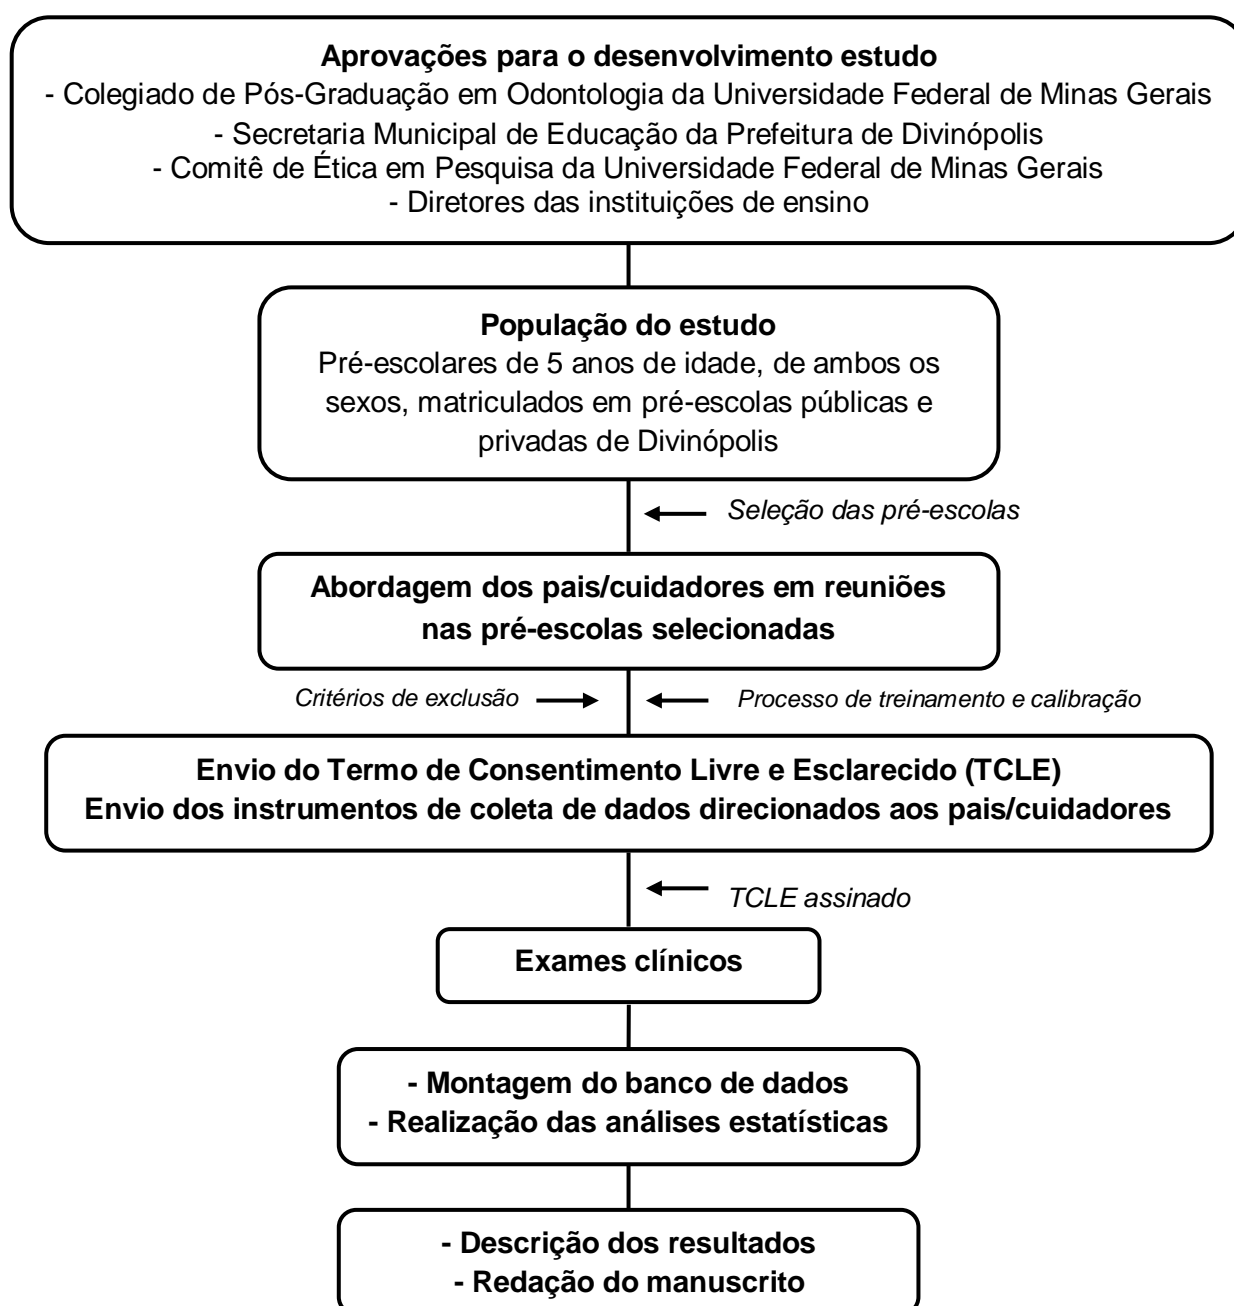 Aprovações para o desenvolvimento estudo
- Colegiado de Pós-Graduação em Odontologia da Universidade Federal de Minas Gerais
- Secretaria Municipal de Educação da Prefeitura de Divinópolis
- Comitê de Ética em Pesquisa da Universidade Federal de Minas Gerais
- Diretores das instituições de ensino
População do estudo
Pré-escolares de 5 anos de idade, de ambos os
sexos, matriculados em pré-escolas públicas e
privadas de Divinópolis
Seleção das pré-escolas
Abordagem dos pais/cuidadores em reuniões
nas pré-escolas selecionadas
Critérios de exclusão
Processo de treinamento e calibração
Envio do Termo de Consentimento Livre e Esclarecido (TCLE)
Envio dos instrumentos de coleta de dados direcionados aos pais/cuidadores
TCLE assinado
Exames clínicos
- Montagem do banco de dados
- Realização das análises estatísticas
- Descrição dos resultados
- Redação do manuscrito